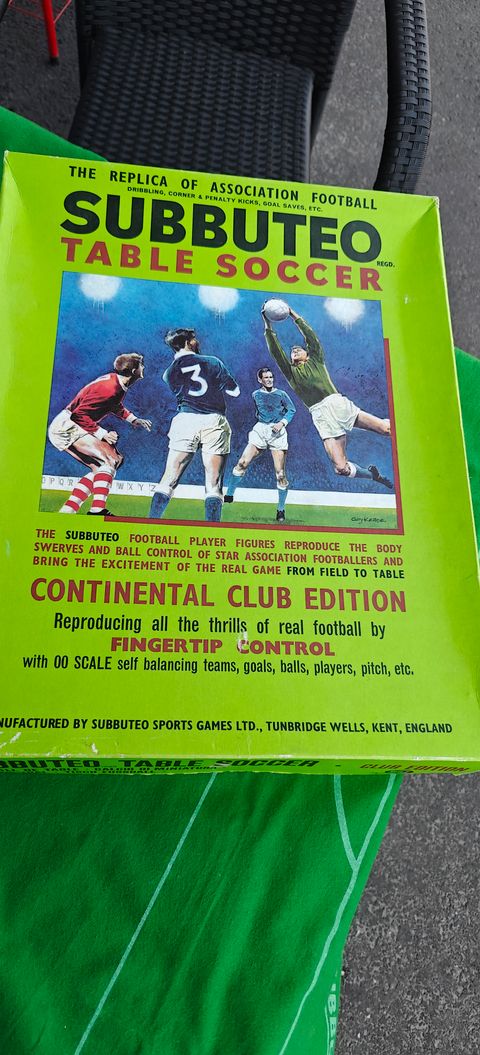 THE REPLICA OF ASSOCIATION FOOTBALL
DRIBBLING, CORNER & PENALTY KICKS, GOAL SAVES, ETC.
SUBBUTEO
REGD.
TABLE SOCCER
3
O P Q R
W X Y Z
THE SUBBUTEO FOOTBALL PLAYER FIGURES REPRODUCE THE BODY
SWERVES AND BALL CONTROL OF STAR ASSOCIATION FOOTBALLERS AND
BRING THE EXCITEMENT OF THE REAL GAME FROM FIELD TO TABLE
CONTINENTAL CLUB EDITION
Reproducing all the thrills of real football by
FINGERTIP CONTROL
with 00 SCALE self balancing teams, goals, balls, players, pitch, etc.
NUFACTURED BY SUBBUTEO SPORTS GAMES LTD., TUNBRIDGE WELLS, KENT, ENGLAND
BBUTEO TABLE SOCCER - CLUB EDITION